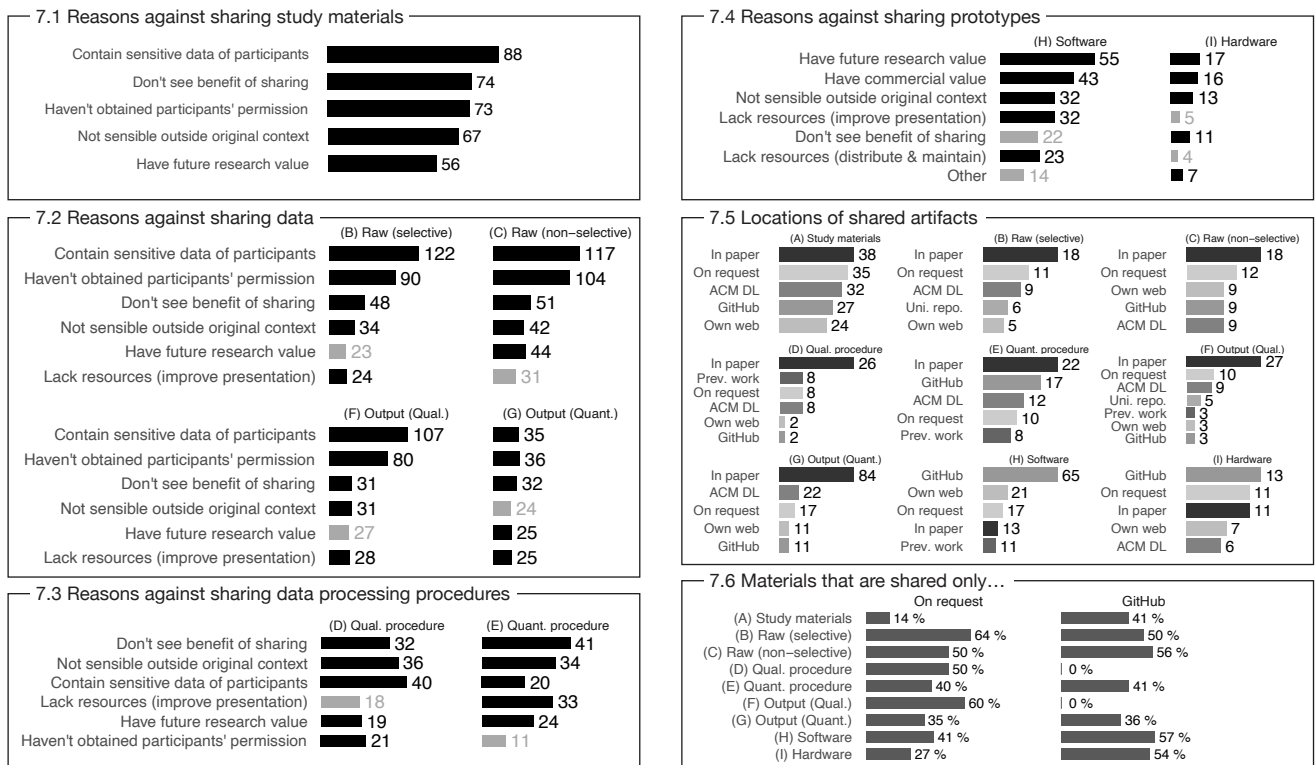 7.1 Reasons against sharing study materials
Contain sensitive data of participants 88
Don't see benefit of sharing 74
Haven't obtained participants' permission 73
Not sensible outside original context 67
Have future research value 56
7.2 Reasons against sharing data
(B) Raw (selective) (C) Raw (non−selective)
Contain sensitive data of participants 122 117
Haven't obtained participants' permission 90 104
Don't see benefit of sharing 48 51
Not sensible outside original context 34 42
Have future research value 23 44
Lack resources (improve presentation) 24 31
(F) Output (Qual.) (G) Output (Quant.)
Contain sensitive data of participants 107 35
Haven't obtained participants' permission 80 36
Don't see benefit of sharing 31 32
Not sensible outside original context 31 24
Have future research value 27 25
Lack resources (improve presentation) 28 25
7.3 Reasons against sharing data processing procedures
(D) Qual. procedure (E) Quant. procedure
Don't see benefit of sharing 32 41
Not sensible outside original context 36 34
Contain sensitive data of participants 40 20
Lack resources (improve presentation) 18 33
Have future research value 19 24
Haven't obtained participants' permission 21 11
7.4 Reasons against sharing prototypes
(H) Software (I) Hardware
Have future research value 55 17
Have commercial value 43 16
Not sensible outside original context 32 13
Lack resources (improve presentation) 32 5
Don't see benefit of sharing 22 11
Lack resources (distribute & maintain) 23 4
Other 14 7
7.5 Locations of shared artifacts
(A) Study materials
In paper 38
On request 35
ACM DL 32
GitHub 27
Own web 24
(B) Raw (selective)
In paper 18
On request 11
ACM DL 9
Uni. repo. 6
Own web 5
(C) Raw (non−selective)
In paper 18
On request 12
Own web 9
GitHub 9
ACM DL 9
(D) Qual. procedure
In paper 26
Prev. work 8
On request 8
ACM DL 8
Own web 2
GitHub 2
(E) Quant. procedure
In paper 22
GitHub 17
ACM DL 12
On request 10
Prev. work 8
(F) Output (Qual.)
In paper 27
On request 10
ACM DL 9
Uni. repo. 5
Prev. work 3
Own web 3
GitHub 3
(G) Output (Quant.)
In paper 84
ACM DL 22
On request 17
Own web 11
GitHub 11
(H) Software
GitHub 65
Own web 21
On request 17
In paper 13
Prev. work 11
(I) Hardware
GitHub 13
On request 11
In paper 11
Own web 7
ACM DL 6
7.6 Materials that are shared only…
On request GitHub
(A) Study materials 14 % 41 %
(B) Raw (selective) 64 % 50 %
(C) Raw (non−selective) 50 % 56 %
(D) Qual. procedure 50 % 0 %
(E) Quant. procedure 40 % 41 %
(F) Output (Qual.) 60 % 0 %
(G) Output (Quant.) 35 % 36 %
(H) Software 41 % 57 %
(I) Hardware 27 % 54 %